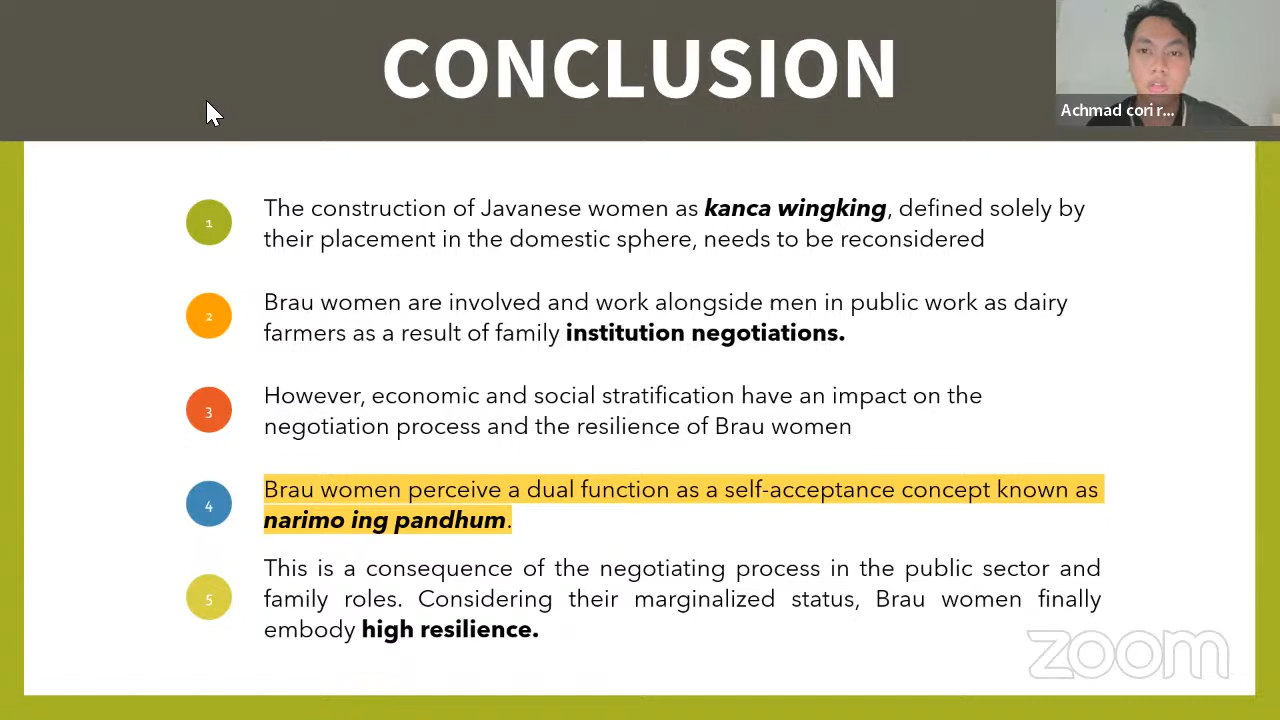 CONCLUSION
Achmad cori r...
1
The construction of Javanese women as kanca wingking, defined solely by
their placement in the domestic sphere, needs to be reconsidered
2
Brau women are involved and work alongside men in public work as dairy
farmers as a result of family institution negotiations.
3
However, economic and social stratification have an impact on the
negotiation process and the resilience of Brau women
4
Brau women perceive a dual function as a self-acceptance concept known as
narimo ing pandhum.
5
This is a consequence of the negotiating process in the public sector and
family roles. Considering their marginalized status, Brau women finally
embody high resilience.
zoom